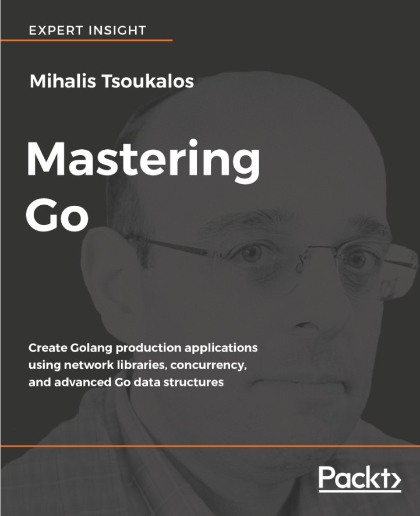 EXPERT INSIGHT
Mihalis Tsoukalos
Mastering
Go
Create Golang production applications
using network libraries, concurrency,
and advanced Go data structures
Packt>